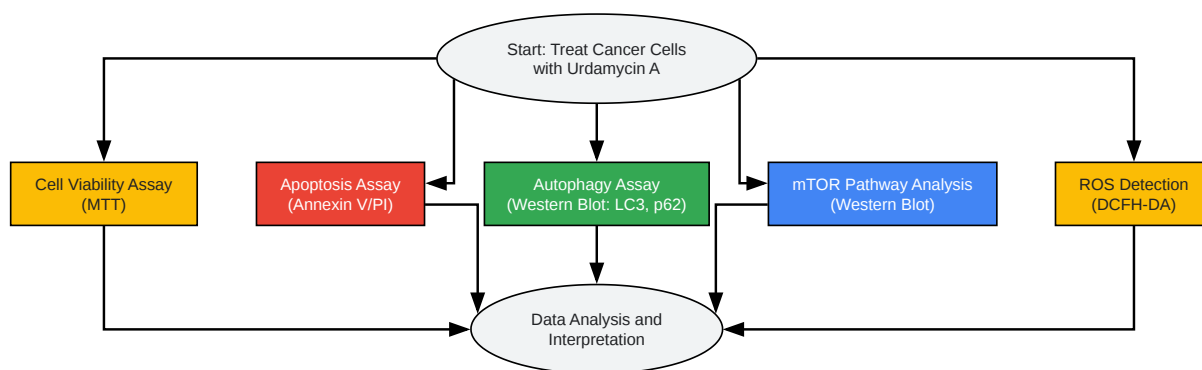 Start: Treat Cancer Cells
with Urdamycin A
Cell Viability Assay
(MTT)
Apoptosis Assay
(Annexin V/PI)
Autophagy Assay
(Western Blot: LC3, p62)
mTOR Pathway Analysis
(Western Blot)
ROS Detection
(DCFH-DA)
Data Analysis and
Interpretation